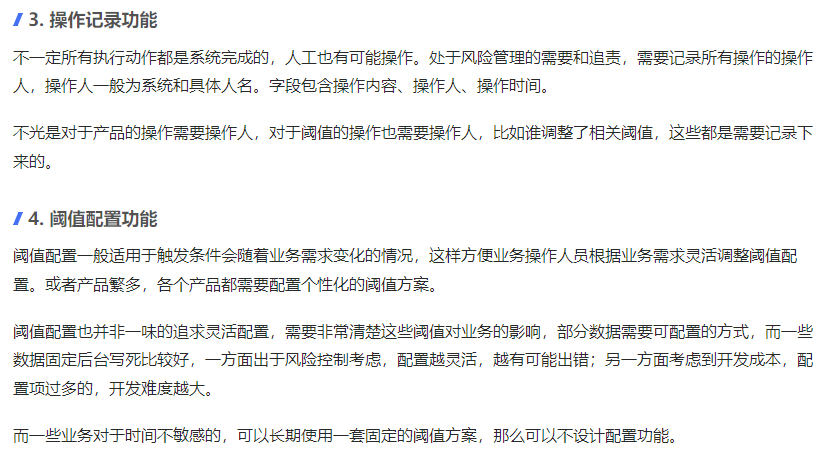 3. 操作记录功能
不一定所有执行动作都是系统完成的，人工也有可能操作。处于风险管理的需要和追责，需要记录所有操作的操作
人，操作人一般为系统和具体人名。字段包含操作内容、操作人、操作时间。
不光是对于产品的操作需要操作人，对于阈值的操作也需要操作人，比如谁调整了相关阈值，这些都是需要记录下
来的。
4. 阈值配置功能
阈值配置一般适用于触发条件会随着业务需求变化的情况，这样方便业务操作人员根据业务需求灵活调整阈值配
置。或者产品繁多，各个产品都需要配置个性化的阈值方案。
阈值配置也并非一味的追求灵活配置，需要非常清楚这些阈值对业务的影响，部分数据需要可配置的方式，而一些
数据固定后台写死比较好，一方面出于风险控制考虑，配置越灵活，越有可能出错；另一方面考虑到开发成本，配
置项过多的，开发难度越大。
而一些业务对于时间不敏感的，可以长期使用一套固定的阈值方案，那么可以不设计配置功能。